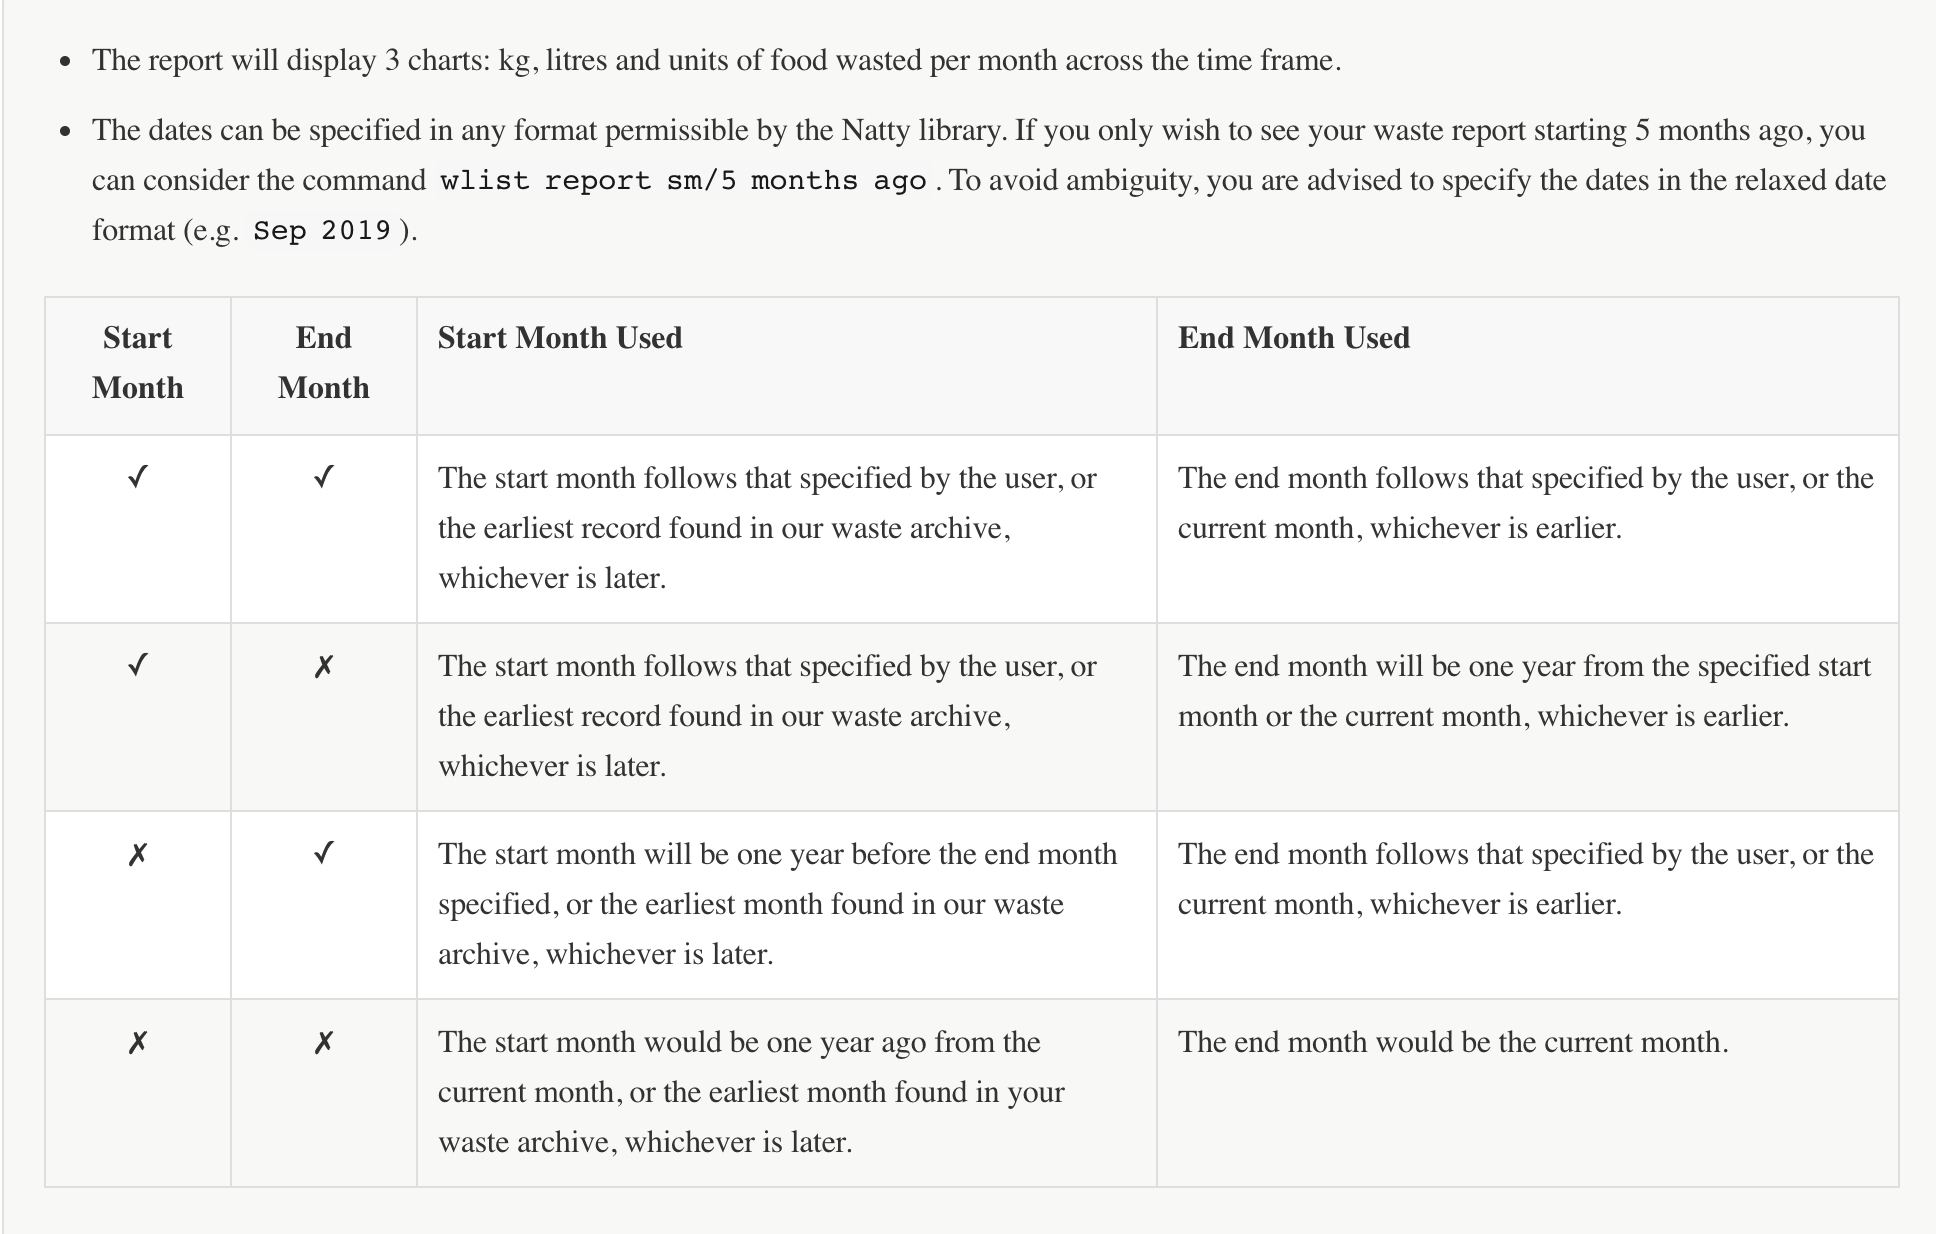 • The report will display 3 charts: kg, litres and units of food wasted per month across the time frame.
• The dates can be specified in any format permissible by the Natty library. If you only wish to see your waste report starting 5 months ago, you
can consider the command wlist report sm/5 months ago . To avoid ambiguity, you are advised to specify the dates in the relaxed date
format (e.g. Sep 2019 ).
Start
Month
End
Month
Start Month Used
End Month Used
✓
✓
The start month follows that specified by the user, or
the earliest record found in our waste archive,
whichever is later.
The end month follows that specified by the user, or the
current month, whichever is earlier.
✓
✗
The start month follows that specified by the user, or
the earliest record found in our waste archive,
whichever is later.
The end month will be one year from the specified start
month or the current month, whichever is earlier.
✗
✓
The start month will be one year before the end month
specified, or the earliest month found in our waste
archive, whichever is later.
The end month follows that specified by the user, or the
current month, whichever is earlier.
✗
✗
The start month would be one year ago from the
current month, or the earliest month found in your
waste archive, whichever is later.
The end month would be the current month.